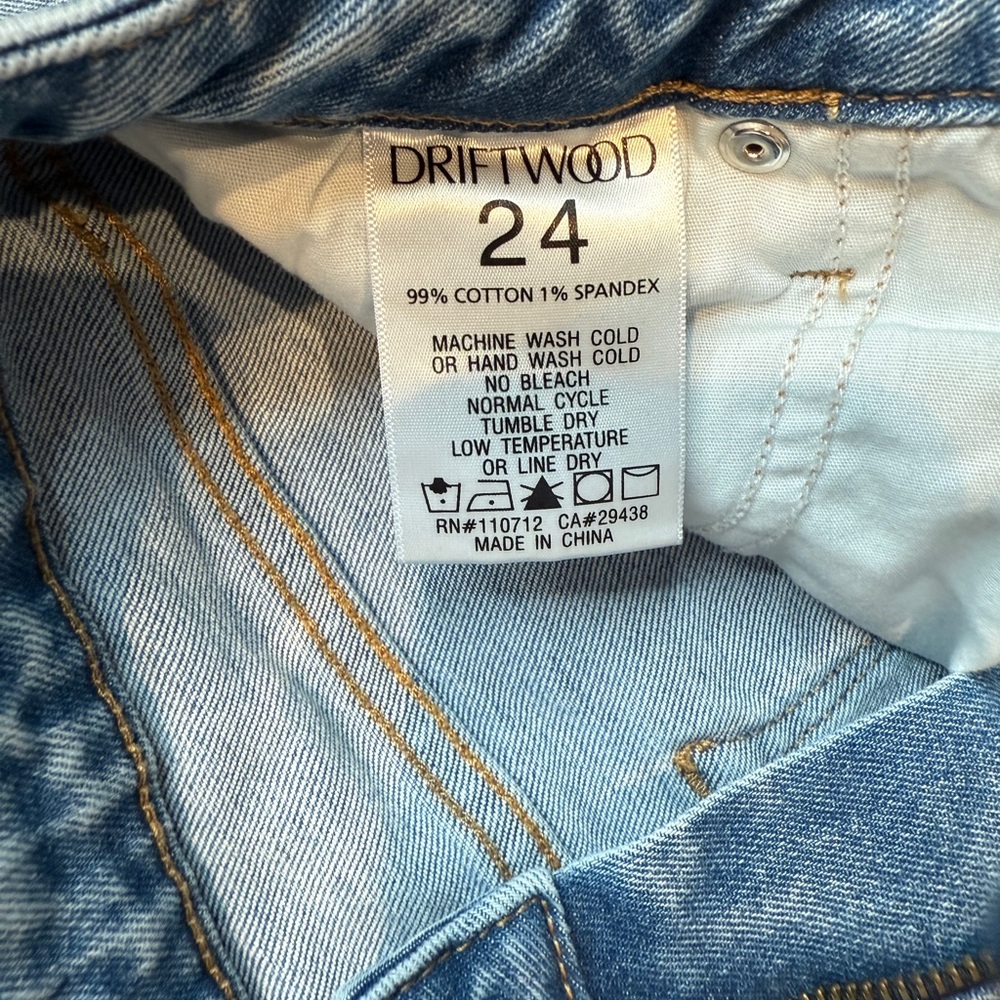 DRIFTWOOD
24
99% COTTON 1% SPANDEX
MACHINE WASH COLD
OR HAND WASH COLD
NO BLEACH
NORMAL CYCLE
TUMBLE DRY
LOW TEMPERATURE
OR LINE DRY
RN#110712 CA#29438
MADE IN CHINA